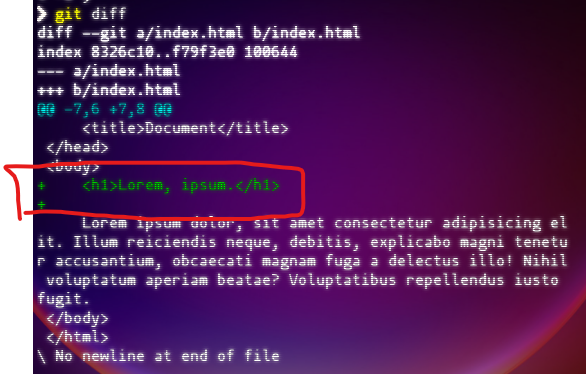 ❯ git diff
diff --git a/index.html b/index.html
index 8326c10..f79f3e0 100644
--- a/index.html
+++ b/index.html
@@ -7,6 +7,8 @@
     <title>Document</title>
 </head>
 <body>
+    <h1>Lorem, ipsum.</h1>
+
     Lorem ipsum dolor, sit amet consectetur adipisicing el
it. Illum reiciendis neque, debitis, explicabo magni tenetu
r accusantium, obcaecati magnam fuga a delectus illo! Nihil
 voluptatum aperiam beatae? Voluptatibus repellendus iusto
fugit.
 </body>
 </html>
\ No newline at end of file